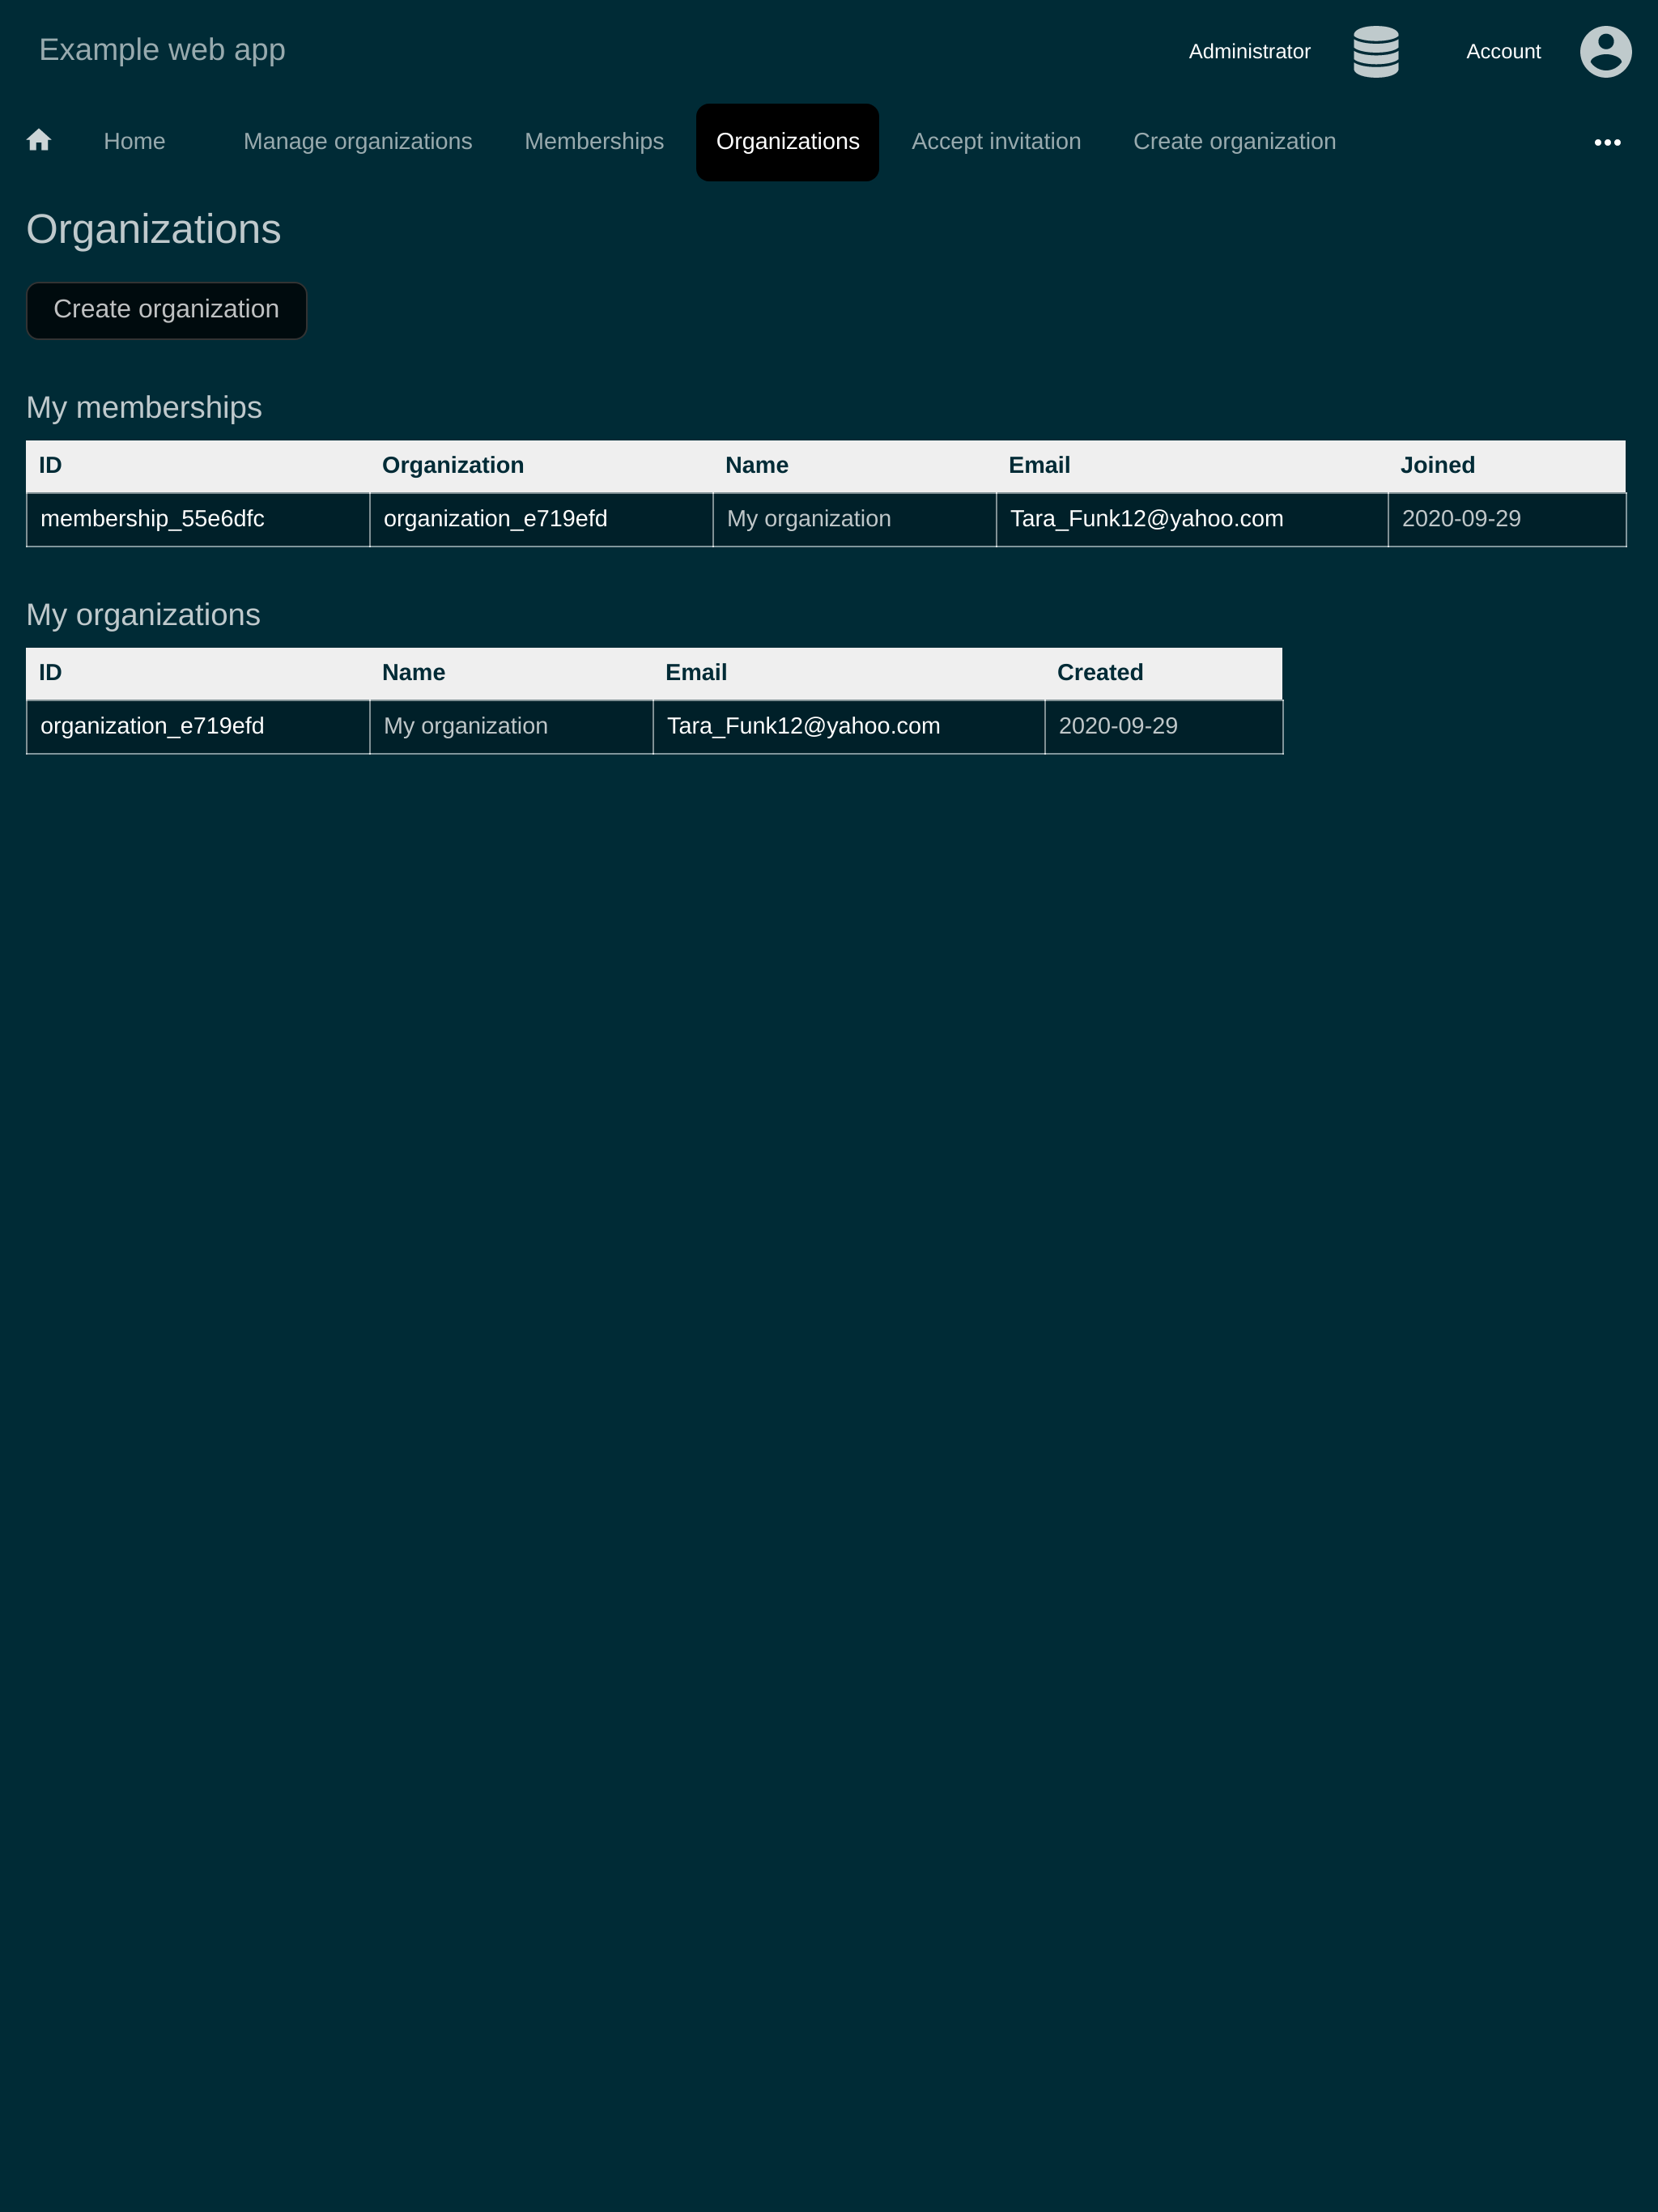 Example web app
Administrator
Account
Home Manage organizations Memberships Organizations Accept invitation Create organization
Organizations
Create organization
My memberships
ID Organization Name Email Joined
membership_55e6dfc organization_e719efd My organization Tara_Funk12@yahoo.com 2020-09-29
My organizations
ID Name Email Created
organization_e719efd My organization Tara_Funk12@yahoo.com 2020-09-29